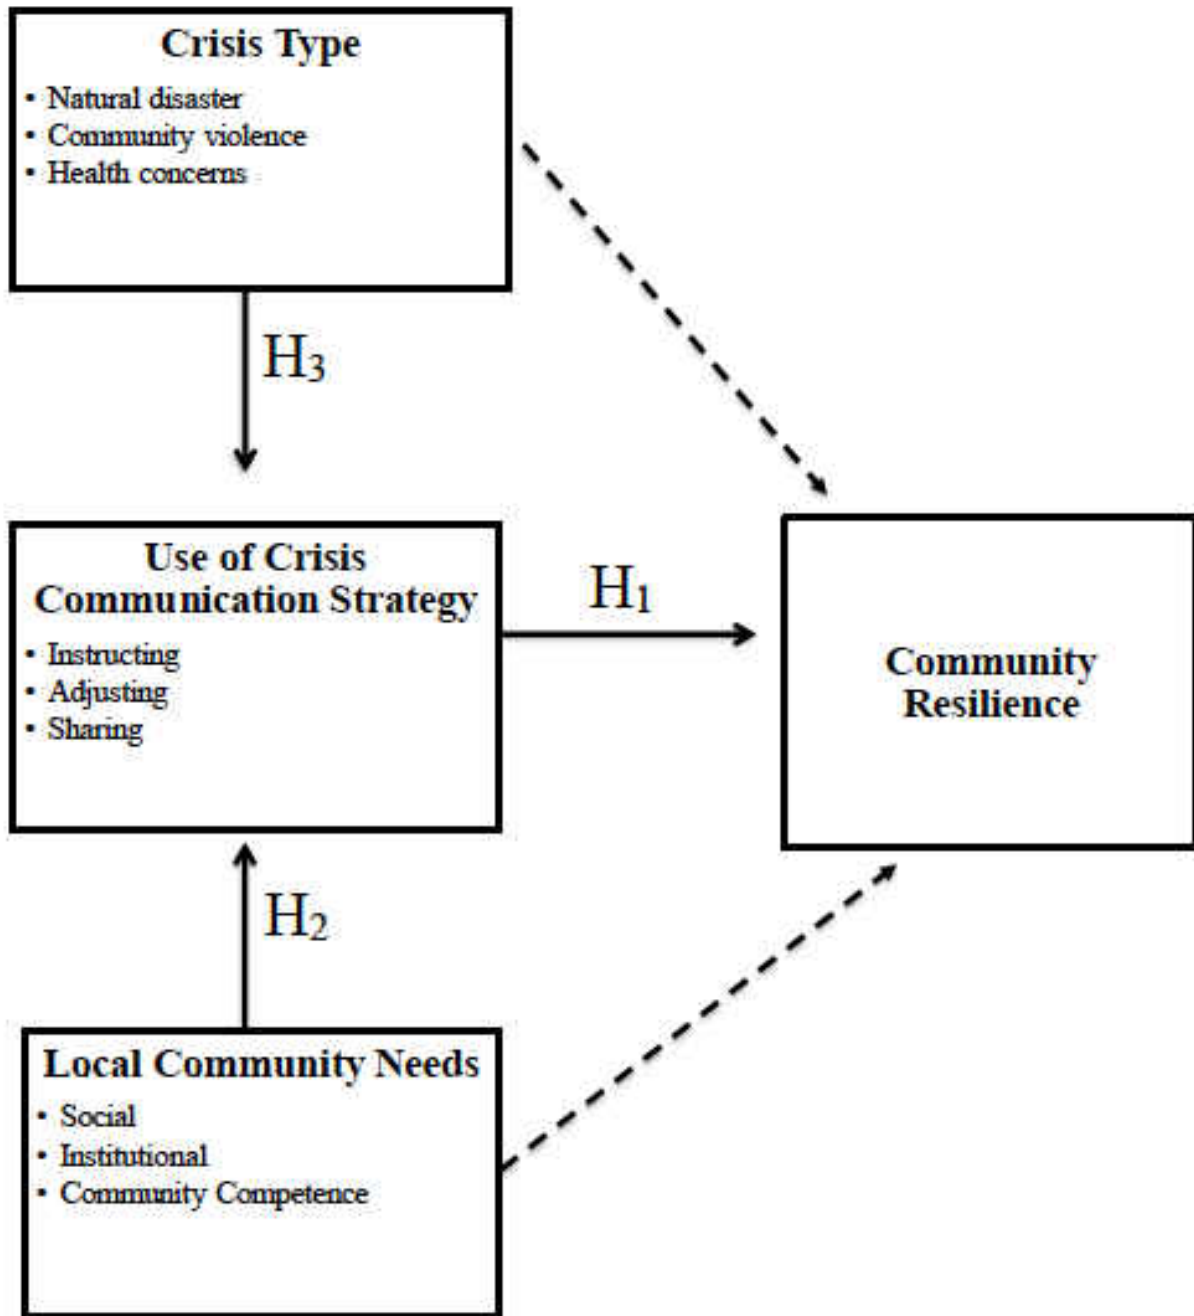 Crisis Type
• Natural disaster
• Community violence
• Health concerns
H₃
Use of Crisis
Communication Strategy
• Instructing
• Adjusting
• Sharing
H₁
Community
Resilience
H₂
Local Community Needs
• Social
• Institutional
• Community Competence